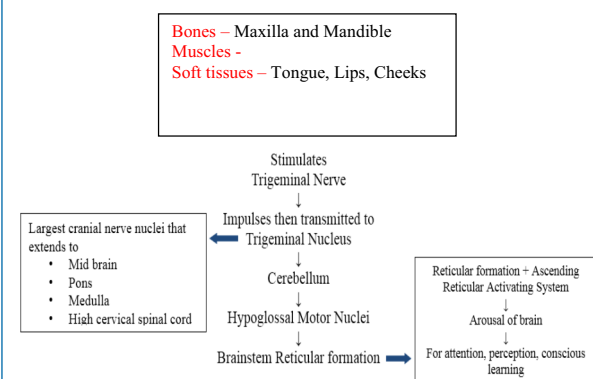 Bones – Maxilla and Mandible
Muscles -
Soft tissues – Tongue, Lips, Cheeks
Stimulates
Trigeminal Nerve
↓
Impulses then transmitted to
Trigeminal Nucleus
↓
Cerebellum
↓
Hypoglossal Motor Nuclei
↓
Brainstem Reticular formation
Largest cranial nerve nuclei that
extends to
• Mid brain
• Pons
• Medulla
• High cervical spinal cord
Reticular formation + Ascending
Reticular Activating System
↓
Arousal of brain
↓
For attention, perception, conscious
learning